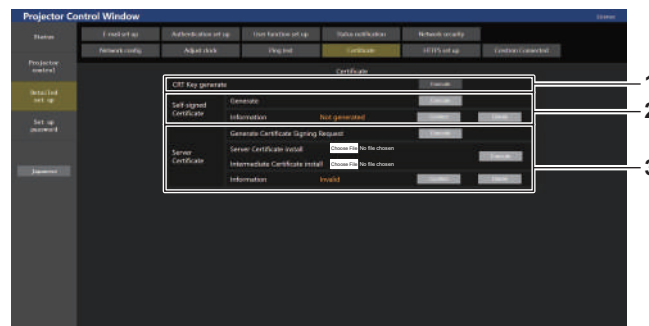 Projector Control Window
Status
E-mail set up
Authentication set up
User function set up
Status notification
Network security
Network config
Adjust clock
Ping test
Certificate
HTTPS set up
Crestron Connected
Projector control
Detailed set up
Set up password
Japanese
Certificate
CRT Key generate
Execute
1
Self-signed Certificate
Generate
Execute
Information
Not generated
Confirm
Delete
2
Server Certificate
Generate Certificate Signing Request
Execute
Server Certificate install
Choose File No file chosen
Intermediate Certificate install
Choose File No file chosen
Execute
Information
Invalid
Confirm
Delete
3